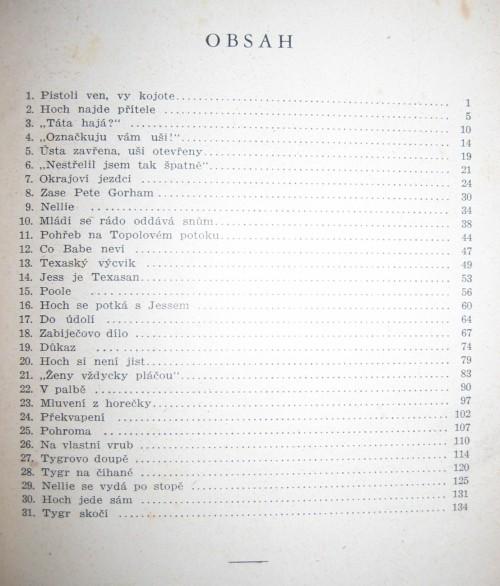 OBSAH
1. Pistoli ven, vy kojote 1
2. Hoch najde přítele 5
3. „Táta hajá?“ 10
4. „Označkuju vám uši!“ 14
5. Ústa zavřena, uši otevřeny 19
6. „Nestřelil jsem tak špatně“ 21
7. Okrajoví jezdci 24
8. Zase Pete Gorham 30
9. Nellie 34
10. Mládí se rádo oddává snům 38
11. Pohřeb na Topolovém potoku 44
12. Co Babe neví 47
13. Texaský výcvik 49
14. Jess je Texasan 53
15. Poole 56
16. Hoch se potká s Jessem 60
17. Do údolí 64
18. Zabiječovo dílo 67
19. Důkaz 74
20. Hoch si není jist 79
21. „Ženy vždycky pláčou“ 83
22. V palbě 90
23. Mluvení z horečky 97
24. Překvapení 102
25. Pohroma 107
26. Na vlastní vrub 110
27. Tygrovo doupě 114
28. Tygr na číhané 120
29. Nellie se vydá po stopě 125
30. Hoch jede sám 131
31. Tygr skočí 134